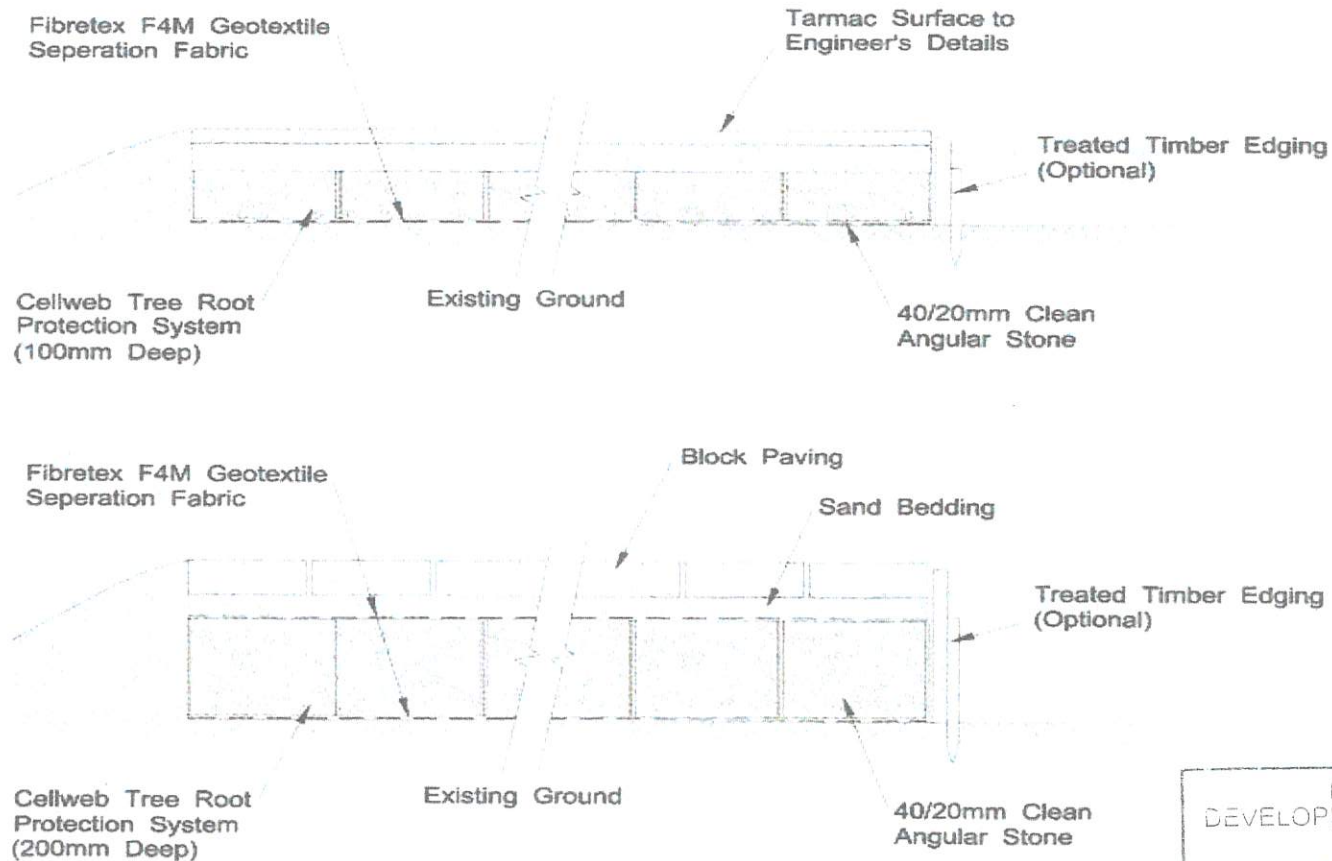 Fibretex F4M Geotextile
Seperation Fabric
Tarmac Surface to
Engineer's Details
Treated Timber Edging
(Optional)
Cellweb Tree Root
Protection System
(100mm Deep)
Existing Ground
40/20mm Clean
Angular Stone
Fibretex F4M Geotextile
Seperation Fabric
Block Paving
Sand Bedding
Treated Timber Edging
(Optional)
Cellweb Tree Root
Protection System
(200mm Deep)
Existing Ground
40/20mm Clean
Angular Stone
DEVELOP